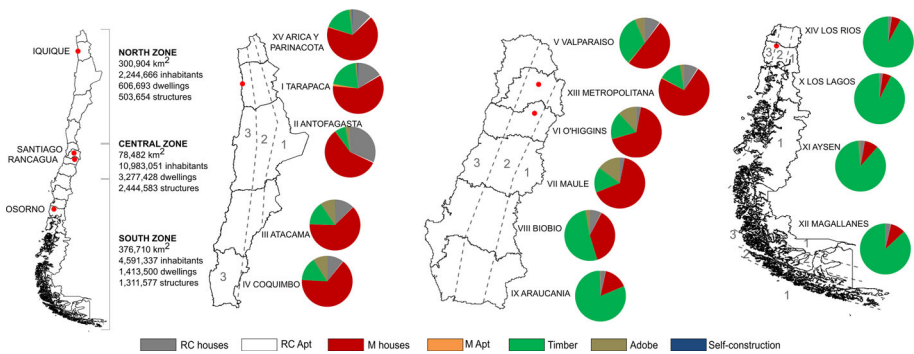 IQUIQUE
SANTIAGO
RANCAGUA
OSORNO
NORTH ZONE
300,904 km2
2,244,666 inhabitants
606,693 dwellings
503,654 structures
CENTRAL ZONE
78,482 km2
10,983,051 inhabitants
3,277,428 dwellings
2,444,583 structures
SOUTH ZONE
376,710 km2
4,591,337 inhabitants
1,413,500 dwellings
1,311,577 structures
XV ARICA Y
PARINACOTA
I TARAPACA
II ANTOFAGASTA
3 2 1
III ATACAMA
3
IV COQUIMBO
V VALPARAISO
XIII METROPOLITANA
VI O'HIGGINS
3 2 1
VII MAULE
VIII BIOBIO
IX ARAUCANIA
XIV LOS RIOS
3 2 1
X LOS LAGOS
1
XI AYSEN
XII MAGALLANES
3
1
1
RC houses RC Apt M houses M Apt Timber Adobe Self-construction